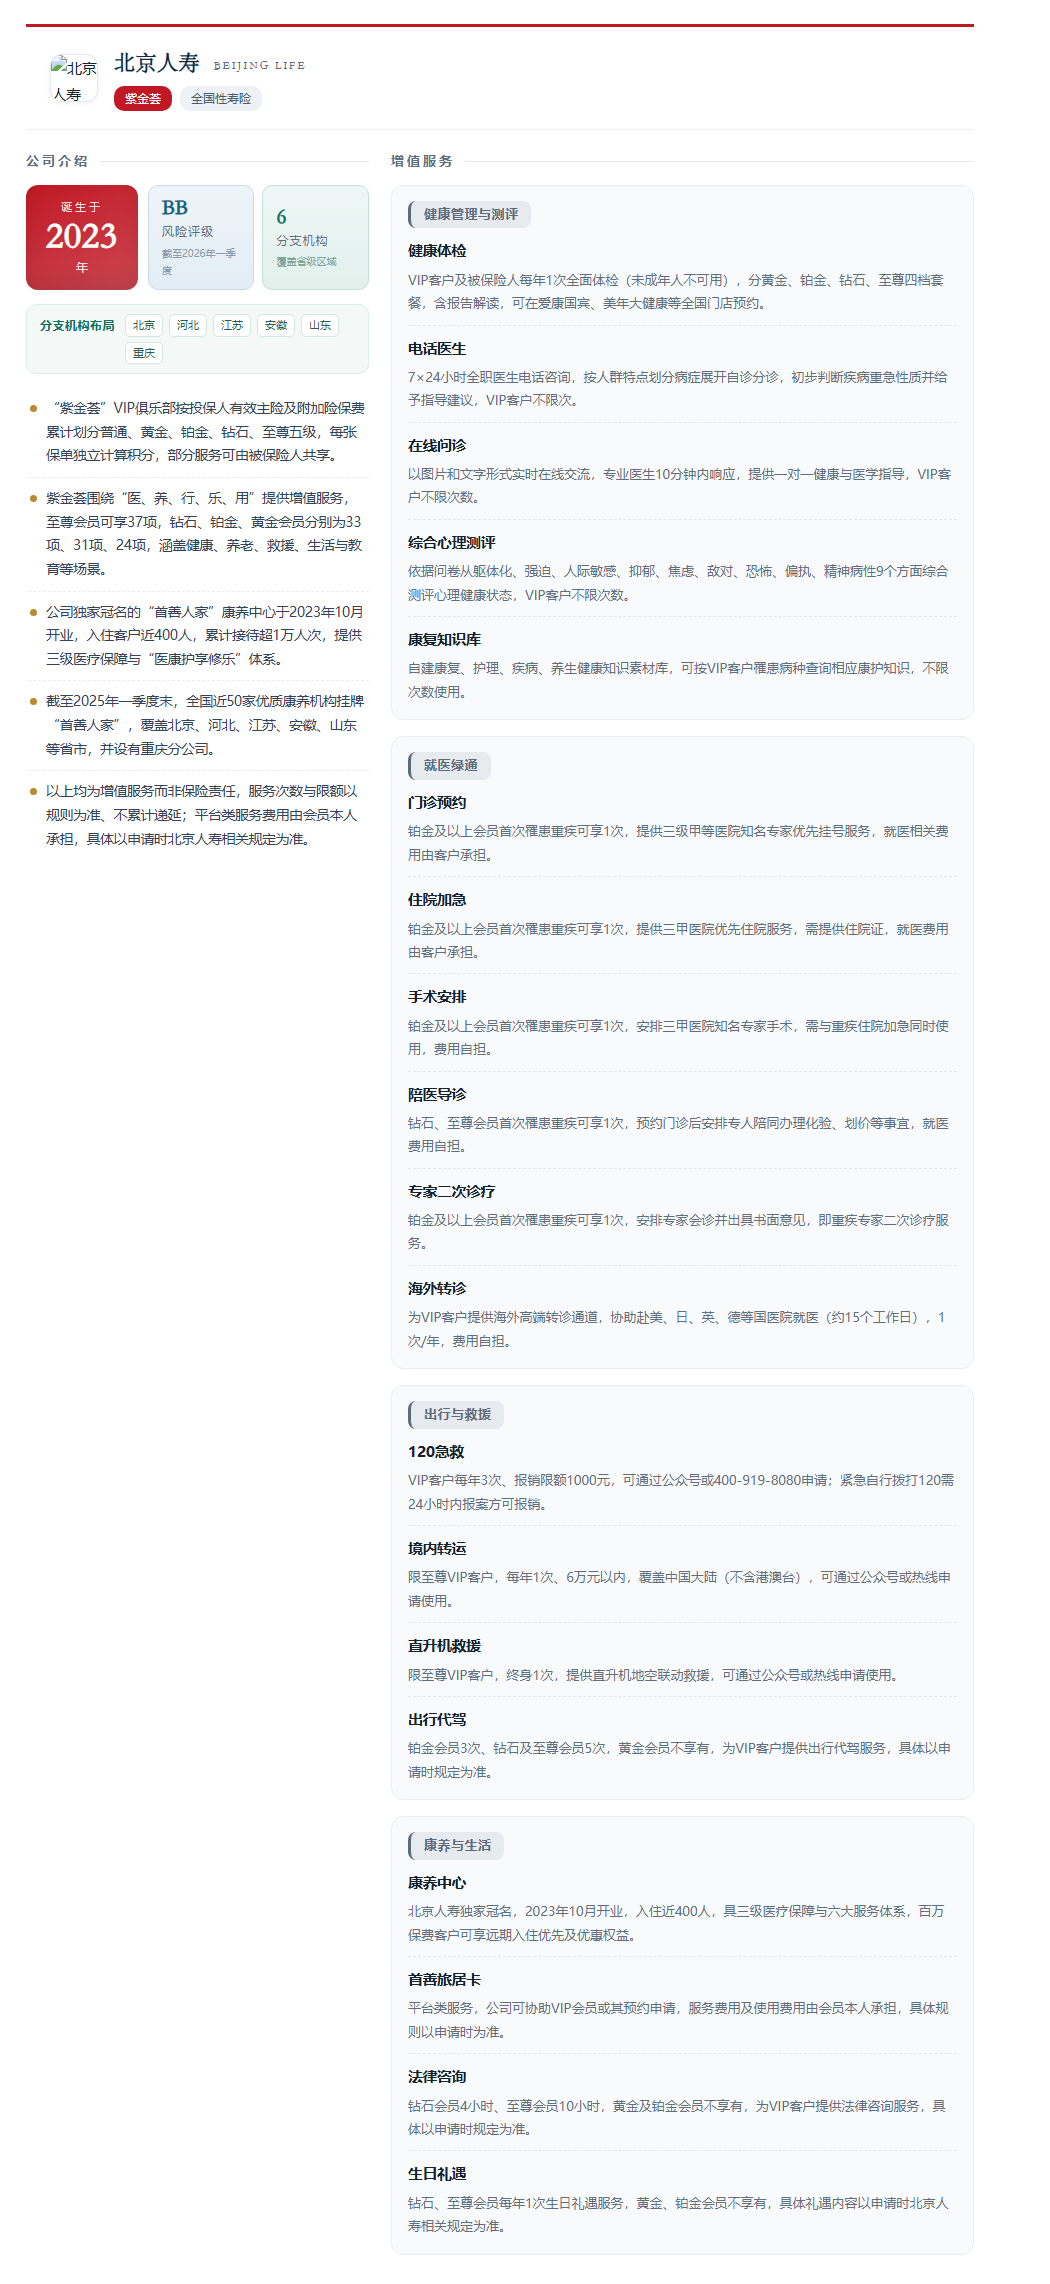 北京人寿
北京人寿 BEIJING LIFE
紫金荟 全国性寿险
公司介绍
诞生于
2023
年
BB
风险评级
截至2026年一季
度
6
分支机构
覆盖省级区域
分支机构布局 北京 河北 江苏 安徽 山东
重庆
“紫金荟”VIP俱乐部按投保人有效主险及附加险保费
累计划分普通、黄金、铂金、钻石、至尊五级，每张
保单独立计算积分，部分服务可由被保险人共享。
紫金荟围绕“医、养、行、乐、用”提供增值服务，
至尊会员可享37项，钻石、铂金、黄金会员分别为33
项、31项、24项，涵盖健康、养老、救援、生活与教
育等场景。
公司独家冠名的“首善人家”康养中心于2023年10月
开业，入住客户近400人，累计接待超1万人次，提供
三级医疗保障与“医康护享修乐”体系。
截至2025年一季度末，全国近50家优质康养机构挂牌
“首善人家”，覆盖北京、河北、江苏、安徽、山东
等省市，并设有重庆分公司。
以上均为增值服务而非保险责任，服务次数与限额以
规则为准、不累计递延；平台类服务费用由会员本人
承担，具体以申请时北京人寿相关规定为准。
增值服务
健康管理与测评
健康体检
VIP客户及被保险人每年1次全面体检（未成年人不可用），分黄金、铂金、钻石、至尊四档套
餐，含报告解读，可在爱康国宾、美年大健康等全国门店预约。
电话医生
7×24小时全职医生电话咨询，按人群特点划分病症展开自诊分诊，初步判断疾病重急性质并给
予指导建议，VIP客户不限次。
在线问诊
以图片和文字形式实时在线交流，专业医生10分钟内响应，提供一对一健康与医学指导，VIP客
户不限次数。
综合心理测评
依据问卷从躯体化、强迫、人际敏感、抑郁、焦虑、敌对、恐怖、偏执、精神病性9个方面综合
测评心理健康状态，VIP客户不限次数。
康复知识库
自建康复、护理、疾病、养生健康知识素材库，可按VIP客户罹患病种查询相应康护知识，不限
次数使用。
就医绿通
门诊预约
铂金及以上会员首次罹患重疾可享1次，提供三级甲等医院知名专家优先挂号服务，就医相关费
用由客户承担。
住院加急
铂金及以上会员首次罹患重疾可享1次，提供三甲医院优先住院服务，需提供住院证，就医费用
由客户承担。
手术安排
铂金及以上会员首次罹患重疾可享1次，安排三甲医院知名专家手术，需与重疾住院加急同时使
用，费用自担。
陪医导诊
钻石、至尊会员首次罹患重疾可享1次，预约门诊后安排专人陪同办理化验、划价等事宜，就医
费用自担。
专家二次诊疗
铂金及以上会员首次罹患重疾可享1次，安排专家会诊并出具书面意见，即重疾专家二次诊疗服
务。
海外转诊
为VIP客户提供海外高端转诊通道，协助赴美、日、英、德等国医院就医（约15个工作日），1
次/年，费用自担。
出行与救援
120急救
VIP客户每年3次、报销限额1000元，可通过公众号或400-919-8080申请；紧急自行拨打120需
24小时内报案方可报销。
境内转运
限至尊VIP客户，每年1次、6万元以内，覆盖中国大陆（不含港澳台），可通过公众号或热线申
请使用。
直升机救援
限至尊VIP客户，终身1次，提供直升机地空联动救援，可通过公众号或热线申请使用。
出行代驾
铂金会员3次、钻石及至尊会员5次，黄金会员不享有，为VIP客户提供出行代驾服务，具体以申
请时规定为准。
康养与生活
康养中心
北京人寿独家冠名，2023年10月开业，入住近400人，具三级医疗保障与六大服务体系，百万
保费客户可享远期入住优先及优惠权益。
首善旅居卡
平台类服务，公司可协助VIP会员或其预约申请，服务费用及使用费用由会员本人承担，具体规
则以申请时为准。
法律咨询
钻石会员4小时、至尊会员10小时，黄金及铂金会员不享有，为VIP客户提供法律咨询服务，具
体以申请时规定为准。
生日礼遇
钻石、至尊会员每年1次生日礼遇服务，黄金、铂金会员不享有，具体礼遇内容以申请时北京人
寿相关规定为准。